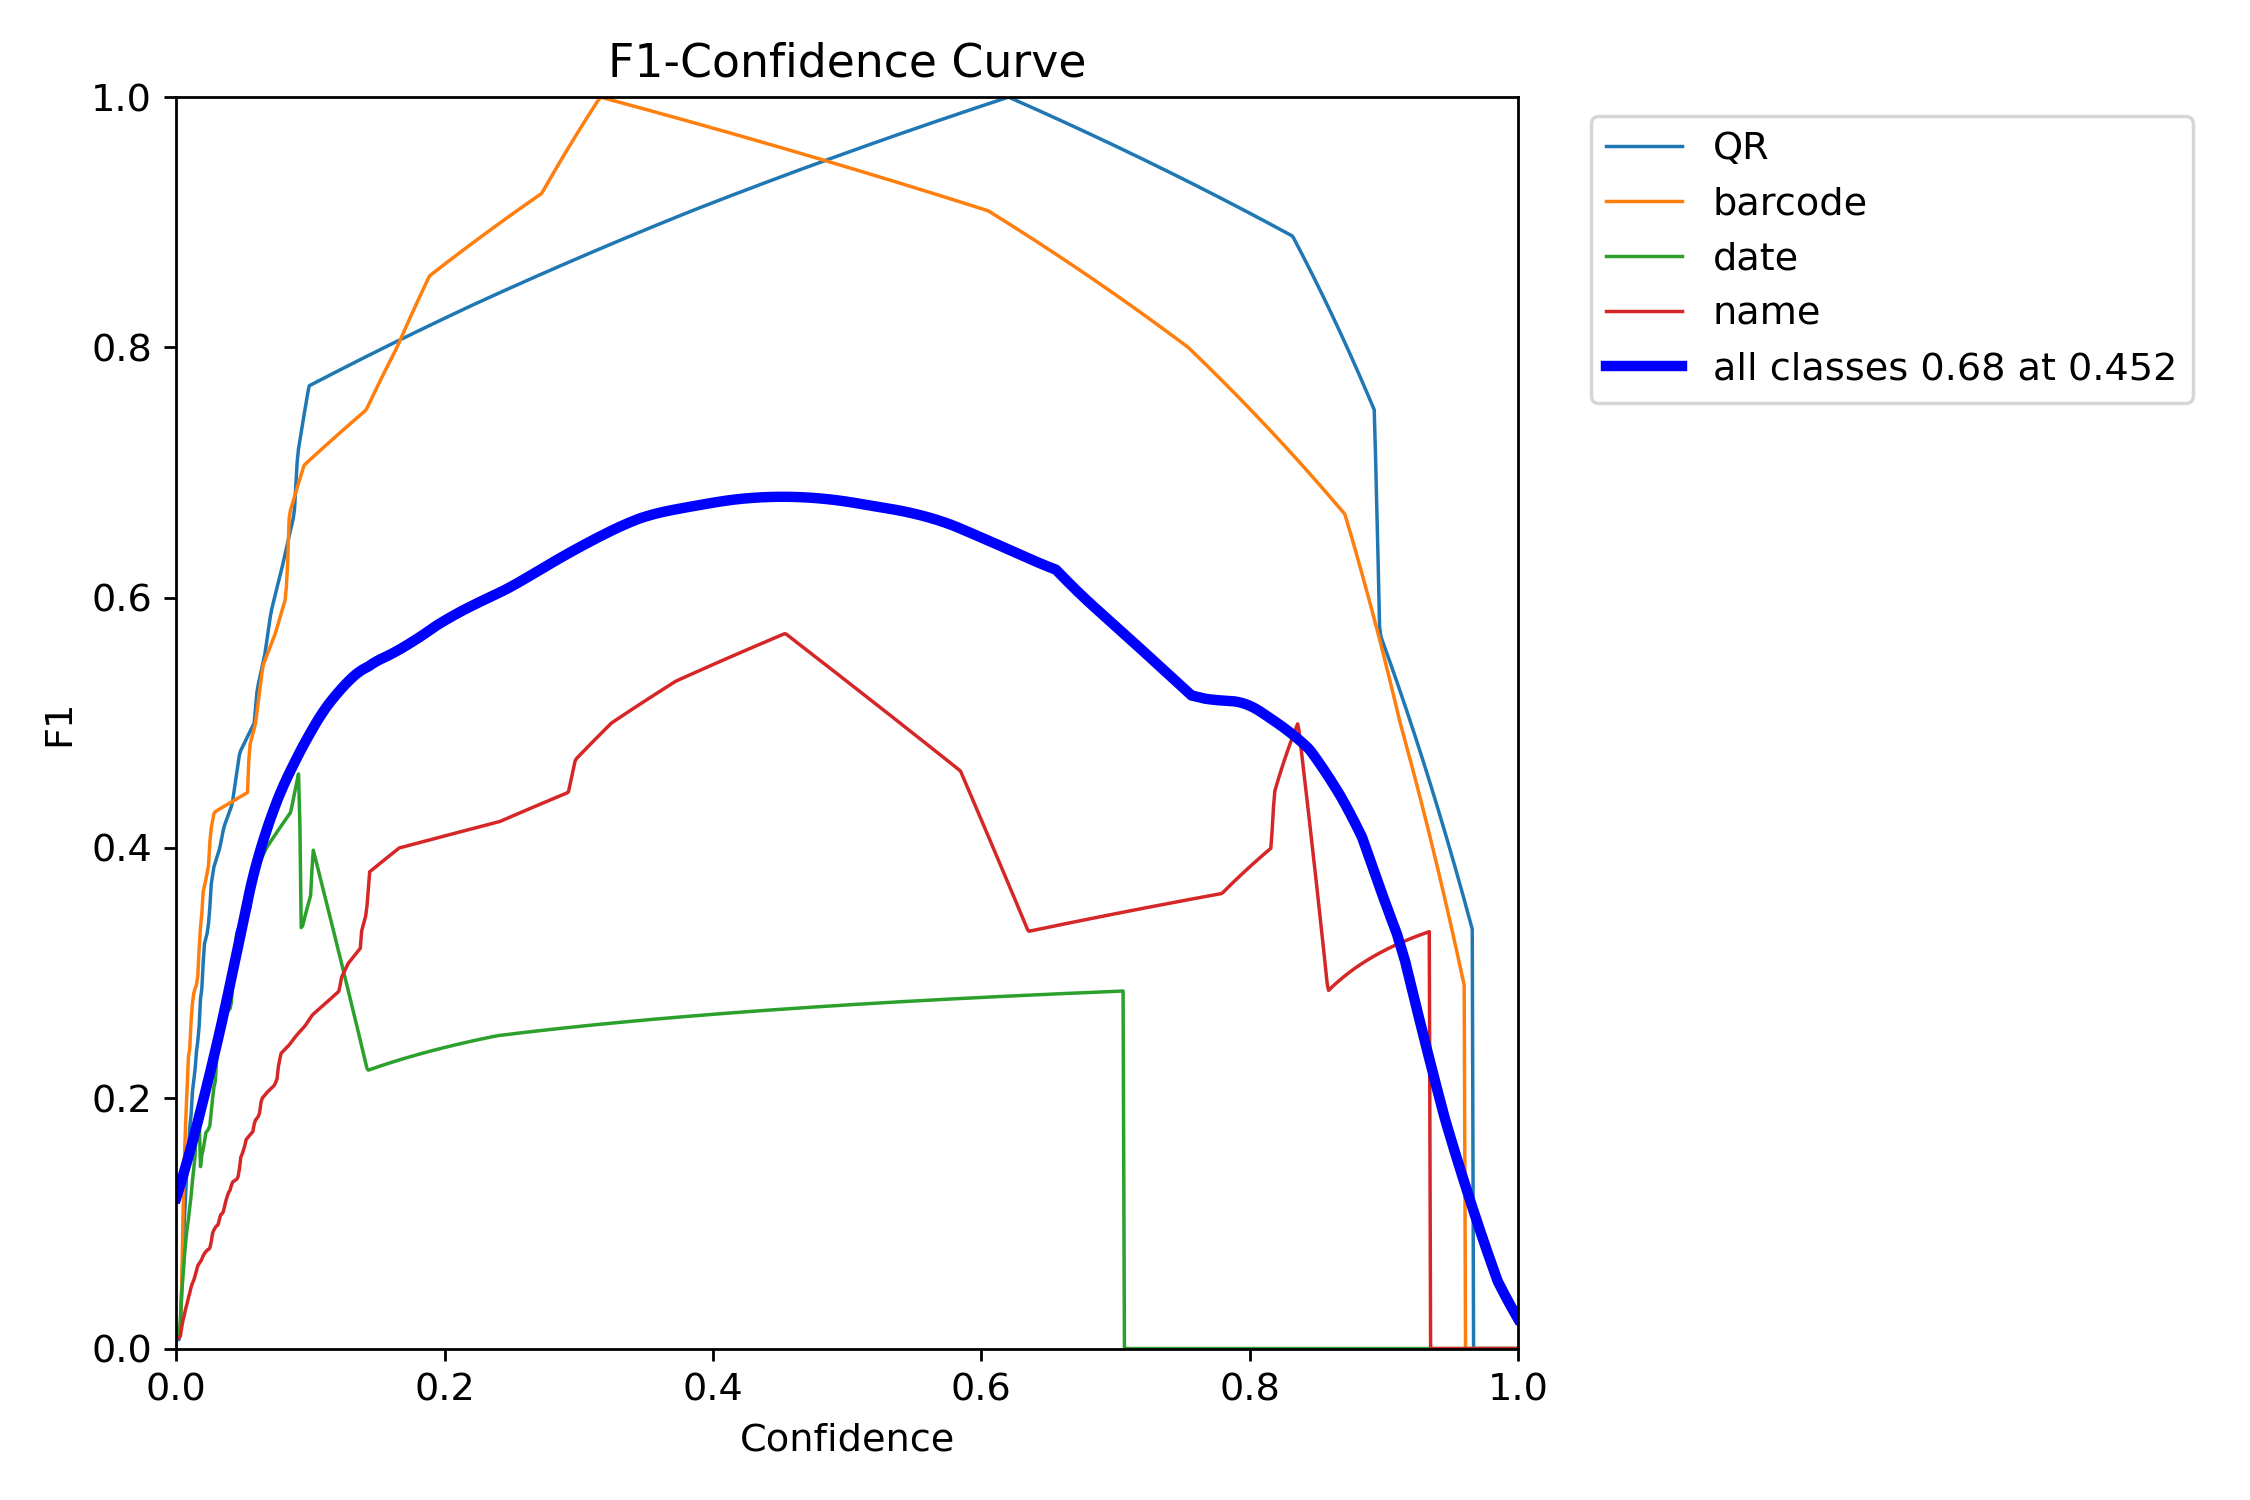 F1-Confidence Curve
1.0
0.8
0.6
0.4
0.2
0.0
F1
0.0 0.2 0.4 0.6 0.8 1.0
Confidence
QR
barcode
date
name
all classes 0.68 at 0.452